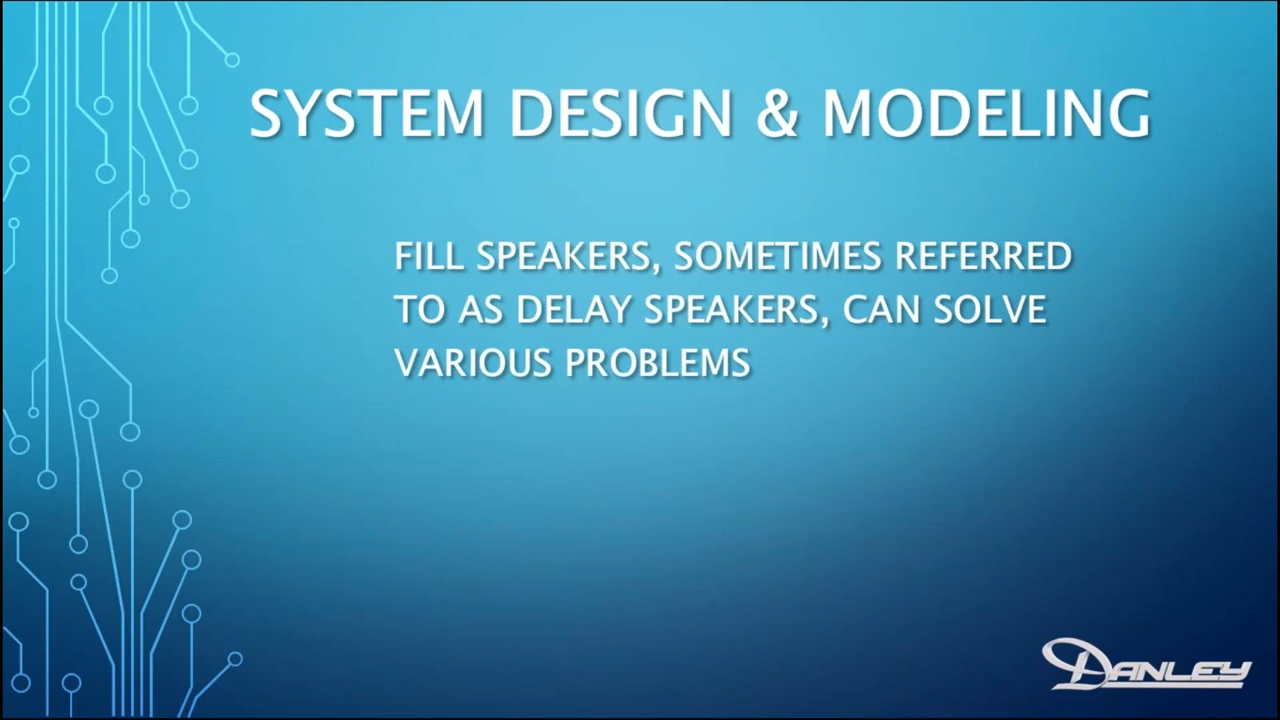 SYSTEM DESIGN & MODELING
FILL SPEAKERS, SOMETIMES REFERRED
TO AS DELAY SPEAKERS, CAN SOLVE
VARIOUS PROBLEMS
DANLEY